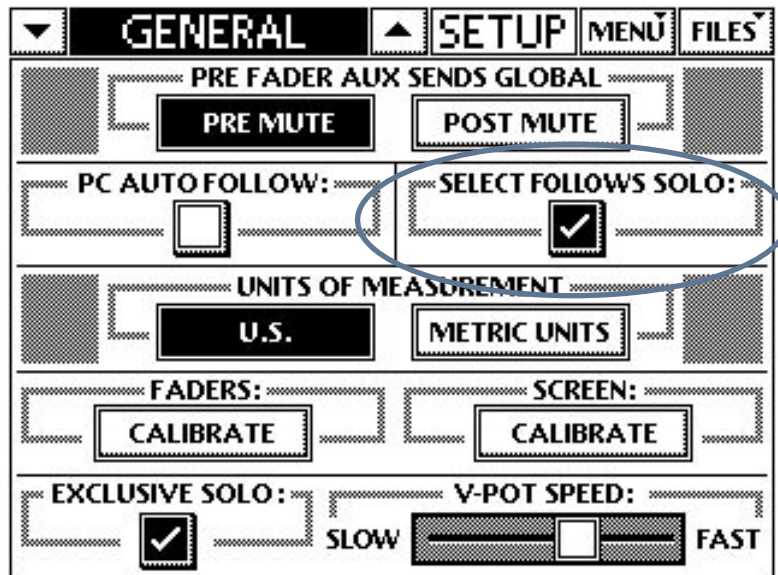 GENERAL SETUP MENU FILES
PRE FADER AUX SENDS GLOBAL
PRE MUTE POST MUTE
PC AUTO FOLLOW: SELECT FOLLOWS SOLO:
UNITS OF MEASUREMENT
U.S. METRIC UNITS
FADERS: SCREEN:
CALIBRATE CALIBRATE
EXCLUSIVE SOLO: V-POT SPEED:
SLOW FAST